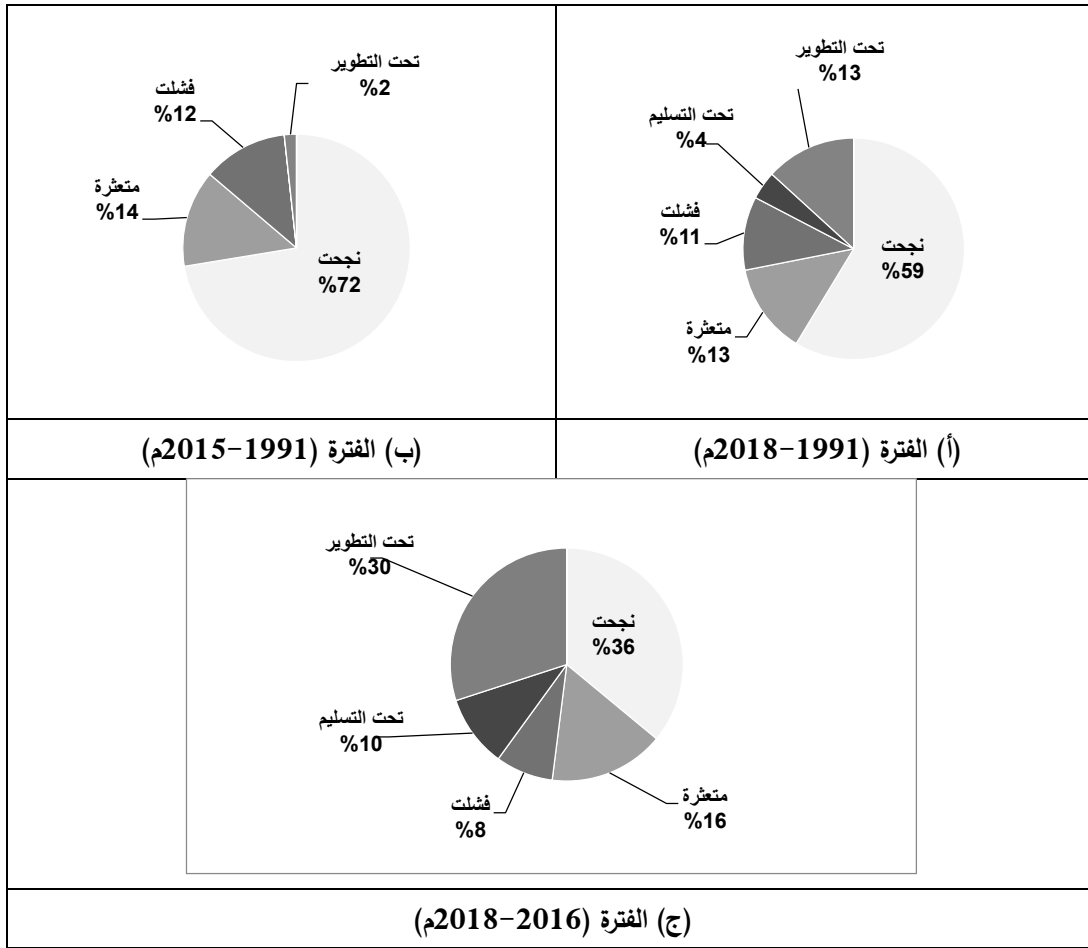 تحت التطوير
%13
تحت التسليم
%4
فشلت
%11
متعثرة
%13
نجحت
%59
(أ) الفترة (1991-2018م)
تحت التطوير
%2
فشلت
%12
متعثرة
%14
نجحت
%72
(ب) الفترة (1991-2015م)
تحت التطوير
%30
نجحت
%36
تحت التسليم
%10
فشلت
%8
متعثرة
%16
(ج) الفترة (2016-2018م)